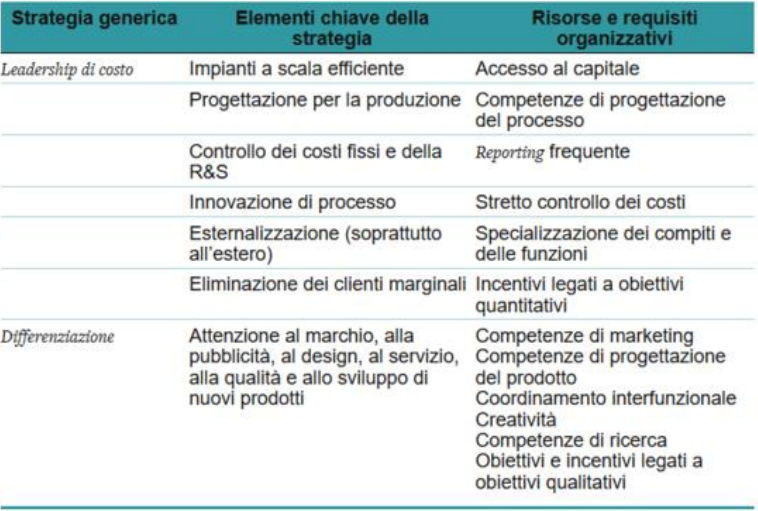 Strategia generica Elementi chiave della strategia Risorse e requisiti organizzativi
Leadership di costo Impianti a scala efficiente Accesso al capitale
Progettazione per la produzione Competenze di progettazione del processo
Controllo dei costi fissi e della R&S Reporting frequente
Innovazione di processo Stretto controllo dei costi
Esternalizzazione (soprattutto all'estero) Specializzazione dei compiti e delle funzioni
Eliminazione dei clienti marginali Incentivi legati a obiettivi quantitativi
Differenziazione Attenzione al marchio, alla pubblicità, al design, al servizio, alla qualità e allo sviluppo di nuovi prodotti
Competenze di marketing
Competenze di progettazione del prodotto
Coordinamento interfunzionale
Creatività
Competenze di ricerca
Obiettivi e incentivi legati a obiettivi qualitativi